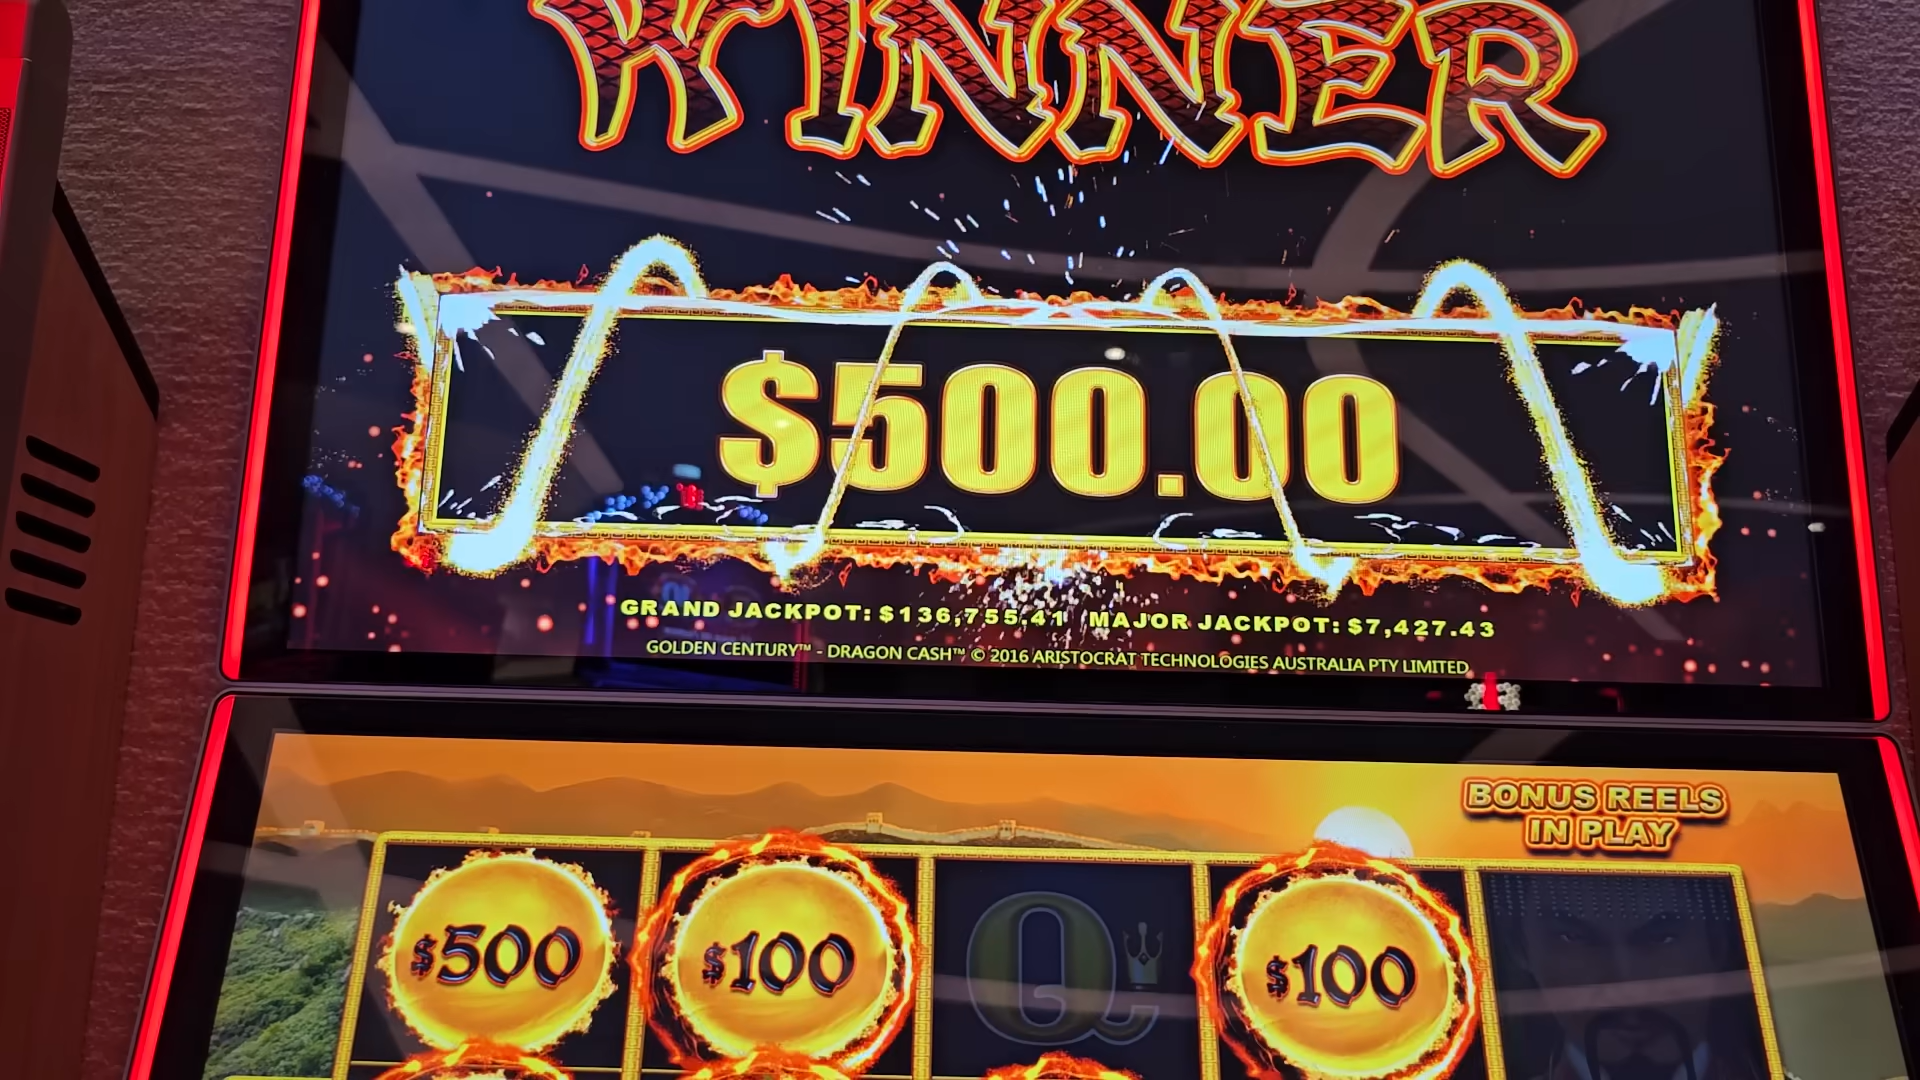 WINNER
$500.00
GRAND JACKPOT: $136,755.41 MAJOR JACKPOT: $7,427.43
GOLDEN CENTURY™ - DRAGON CASH™ © 2016 ARISTOCRAT TECHNOLOGIES AUSTRALIA PTY LIMITED
BONUS REELS
IN PLAY
$500 $100 Q $100